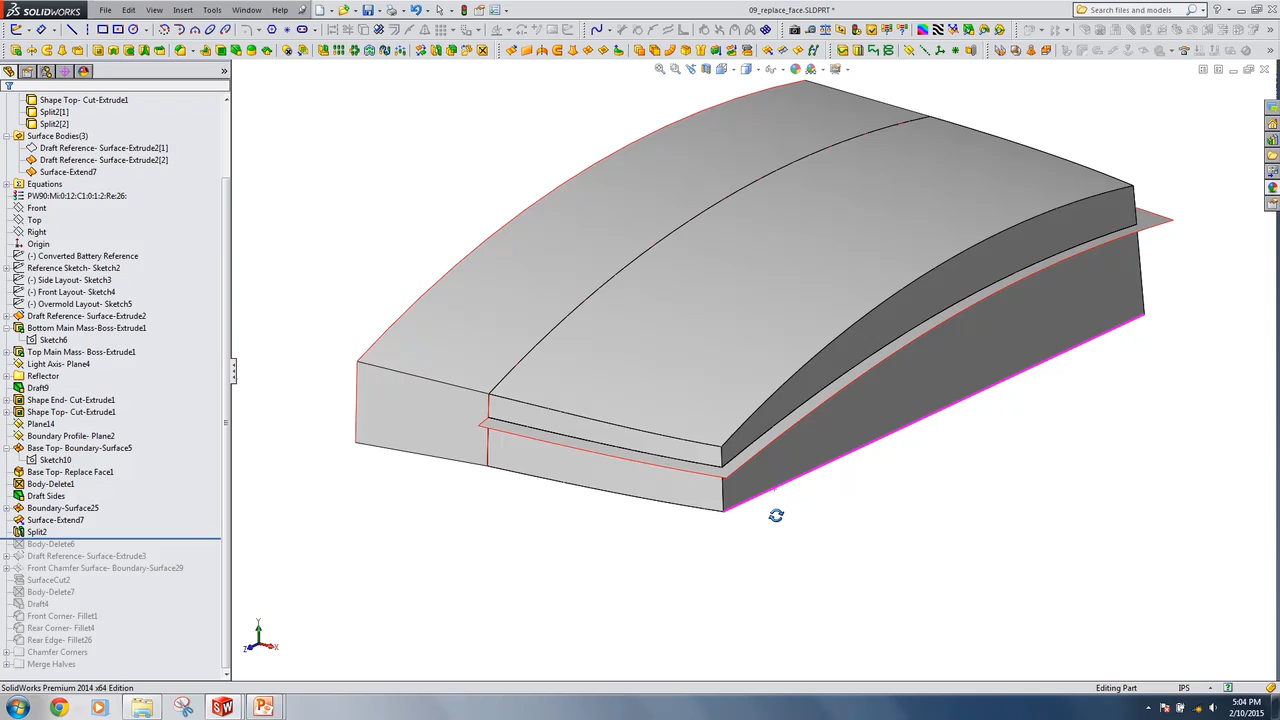 SOLIDWORKS
File Edit View Insert Tools Window Help
09_replace_face.SLDPRT *
Search files and models
Shape Top- Cut-Extrude1
Split2[1]
Split2[2]
Surface Bodies(3)
Draft Reference- Surface-Extrude2[1]
Draft Reference- Surface-Extrude2[2]
Surface-Extend7
Equations
PW90:Mi:0:12:C1:0:1:2:Re:26:
Front
Top
Right
Origin
(-) Converted Battery Reference
Reference Sketch- Sketch2
(-) Side Layout- Sketch3
(-) Front Layout- Sketch4
(-) Overmold Layout- Sketch5
Draft Reference- Surface-Extrude2
Bottom Main Mass-Boss-Extrude1
Sketch6
Top Main Mass- Boss-Extrude1
Light Axis- Plane4
Reflector
Draft9
Shape End- Cut-Extrude1
Shape Top- Cut-Extrude1
Plane14
Boundary Profile- Plane2
Base Top- Boundary-Surface5
Sketch10
Base Top- Replace Face1
Body-Delete1
Draft Sides
Boundary-Surface25
Surface-Extend7
Split2
Body-Delete6
Draft Reference- Surface-Extrude3
Front Chamfer Surface- Boundary-Surface29
SurfaceCut2
Body-Delete7
Draft4
Front Corner- Fillet1
Rear Corner- Fillet4
Rear Edge- Fillet26
Chamfer Corners
Merge Halves
Y
Z
X
SolidWorks Premium 2014 x64 Edition
Editing Part
IPS
5:04 PM
2/10/2015